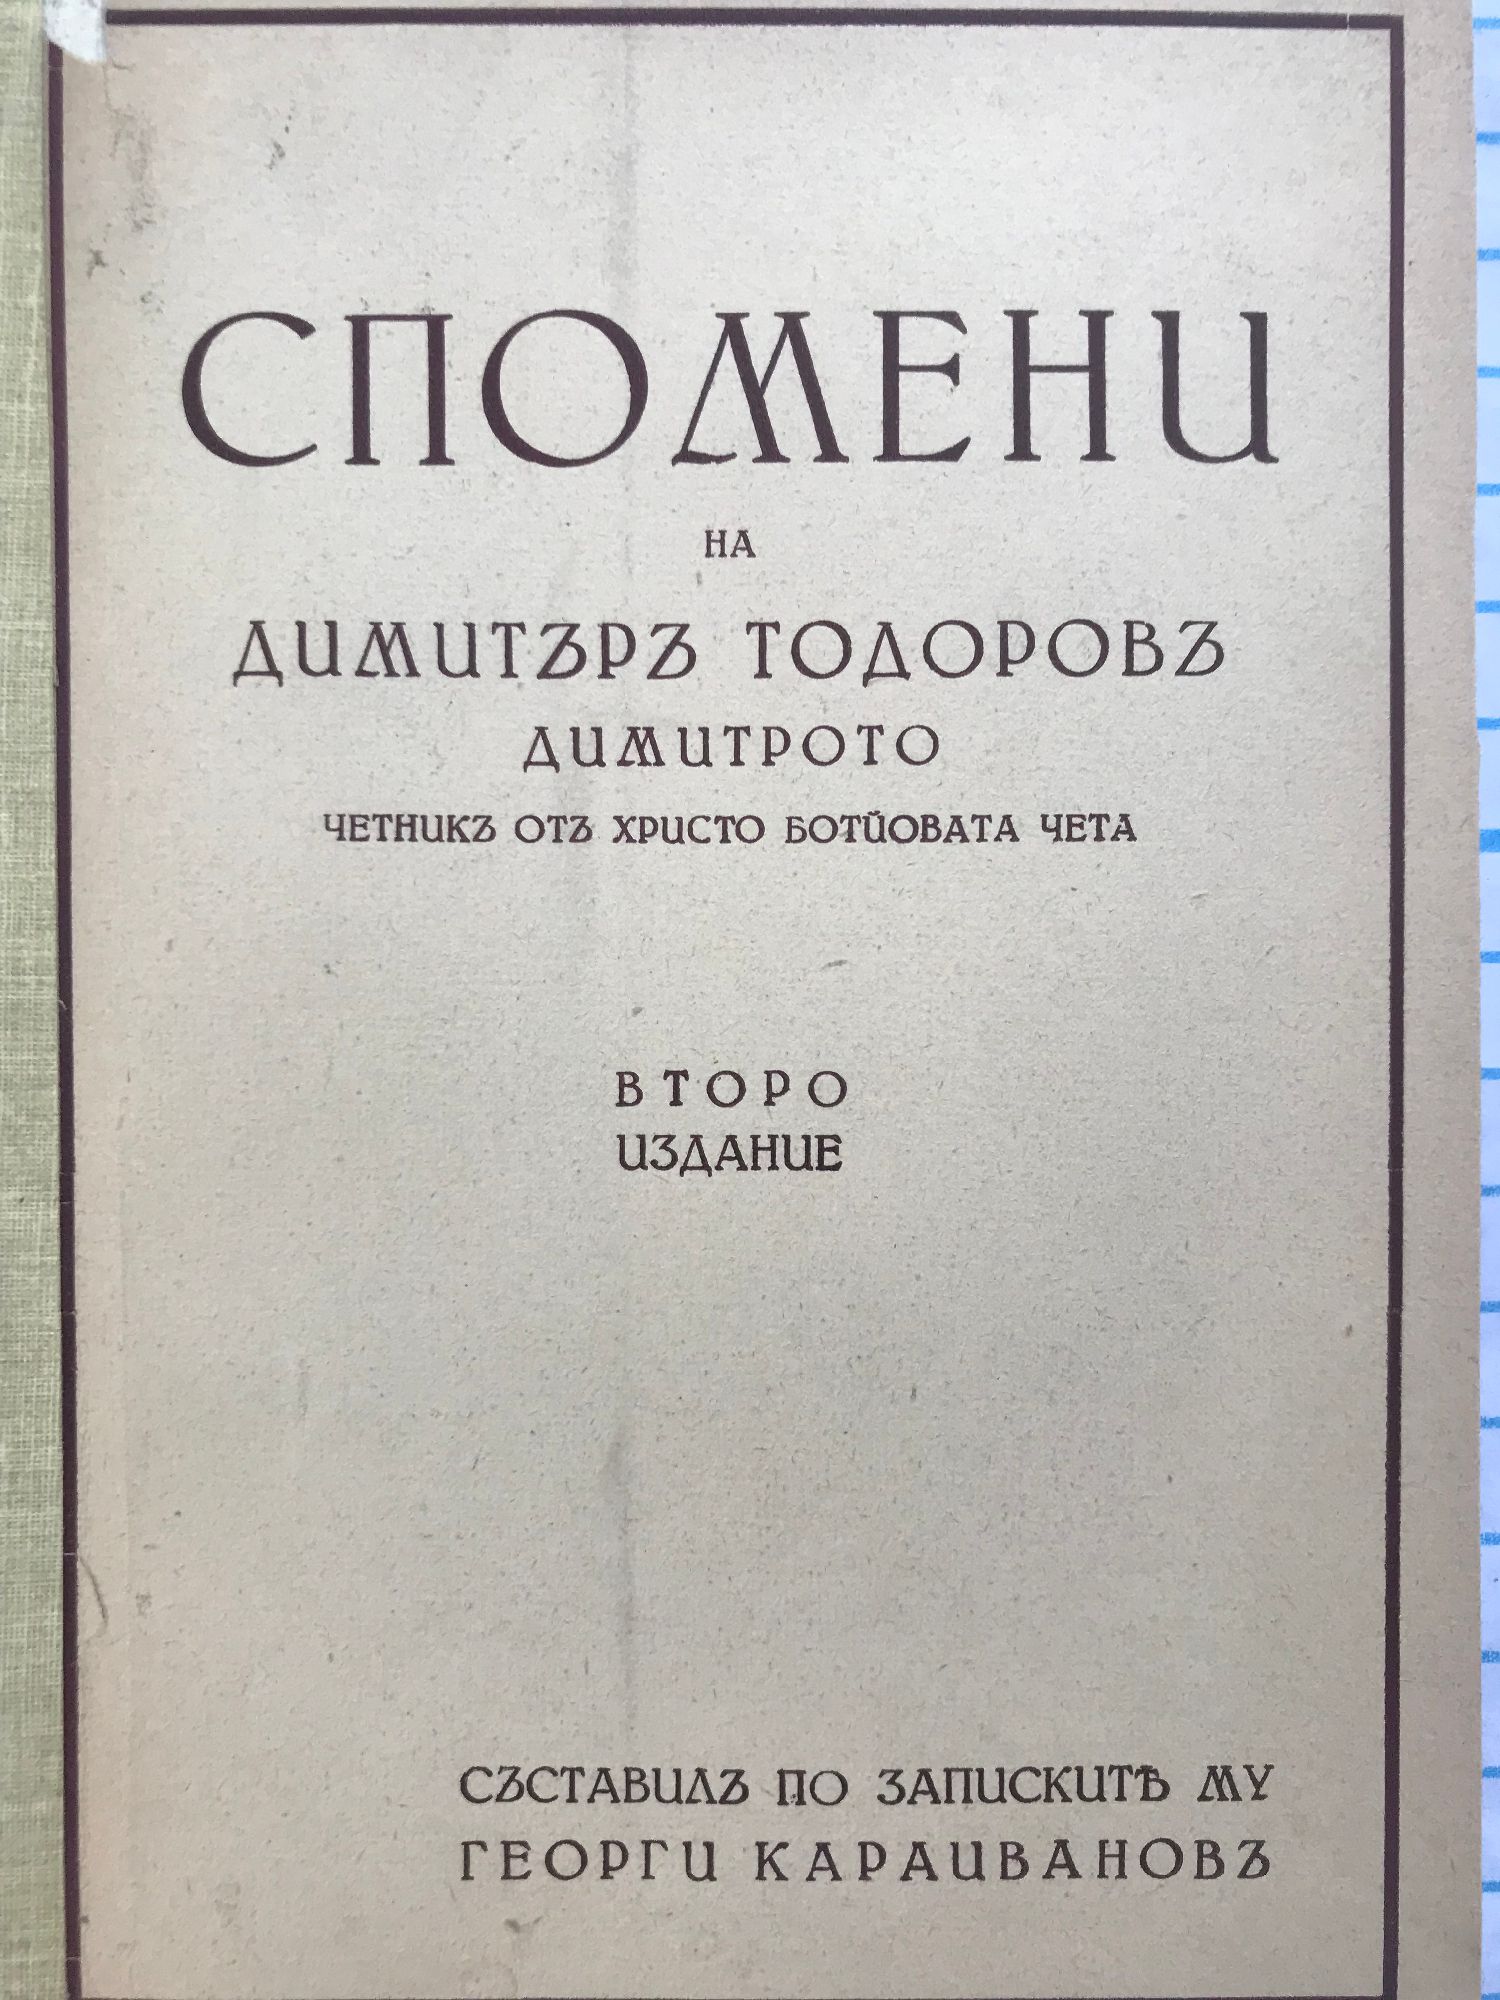 СПОМЕНИ
НА
ДИМИТЪРЪ ТОДОРОВЪ
ДИМИТРОТО
ЧЕТНИКЪ ОТЪ ХРИСТО БОТЙОВАТА ЧЕТА
ВТОРО
ИЗДАНИЕ
СЪСТАВИЛЪ ПО ЗАПИСКИТѢ МУ
ГЕОРГИ КАРАИВАНОВЪ